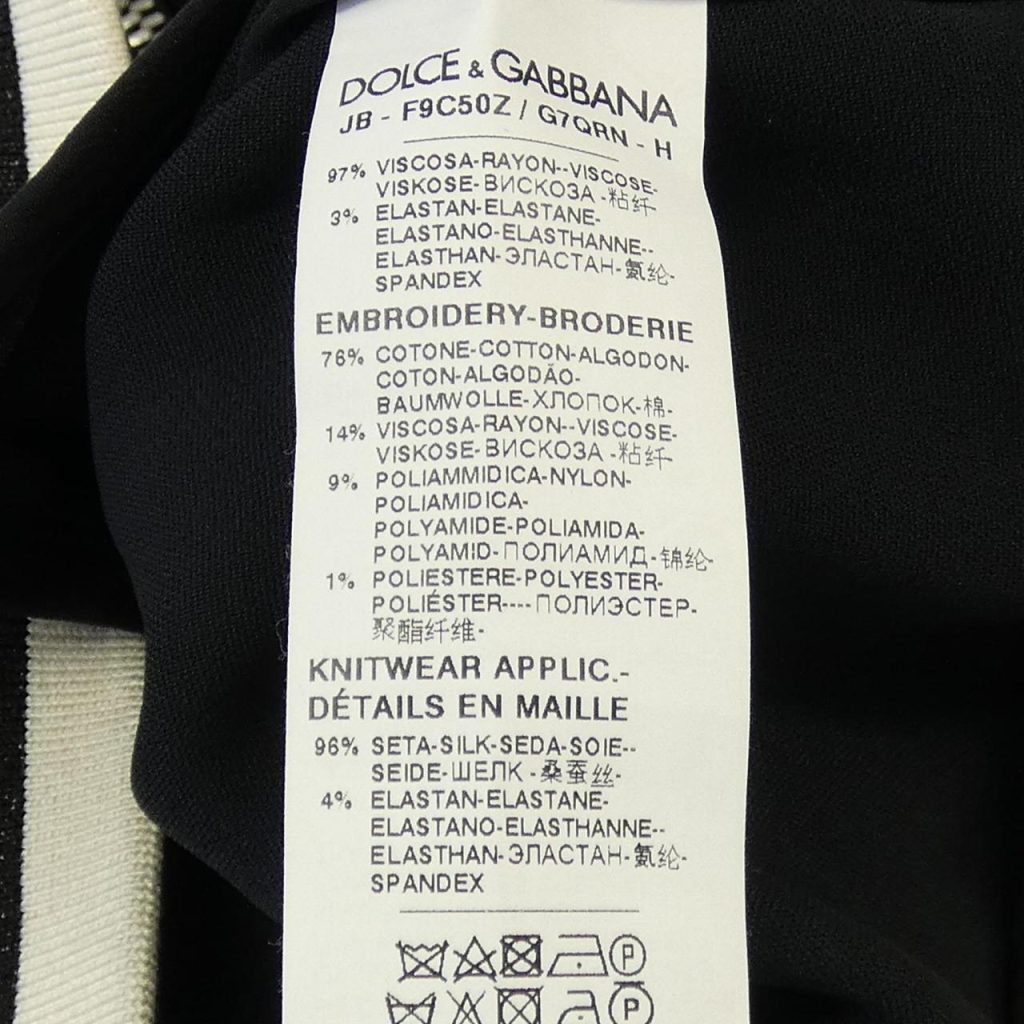 DOLCE & GABBANA
JB - F9C50Z / G7QRN - H
97% VISCOSA-RAYON--VISCOSE-
VISKOSE-ВИСКОЗА -粘纤-
3% ELASTAN-ELASTANE-
ELASTANO-ELASTHANNE--
ELASTHAN-ЭЛАСТАН-氨纶-
SPANDEX
EMBROIDERY-BRODERIE
76% COTONE-COTTON-ALGODON-
COTON-ALGODÃO-
BAUMWOLLE-ХЛОПОК-棉-
14% VISCOSA-RAYON--VISCOSE-
VISKOSE-ВИСКОЗА -粘纤-
9% POLIAMMIDICA-NYLON-
POLIAMIDICA-
POLYAMIDE-POLIAMIDA-
POLYAMID-ПОЛИАМИД-锦纶-
1% POLIESTERE-POLYESTER-
POLIÉSTER----ПОЛИЭСТЕР-
聚酯纤维-
KNITWEAR APPLIC.-
DÉTAILS EN MAILLE
96% SETA-SILK-SEDA-SOIE--
SEIDE-ШЕЛК -桑蚕丝-
4% ELASTAN-ELASTANE-
ELASTANO-ELASTHANNE--
ELASTHAN-ЭЛАСТАН-氨纶-
SPANDEX
P
P